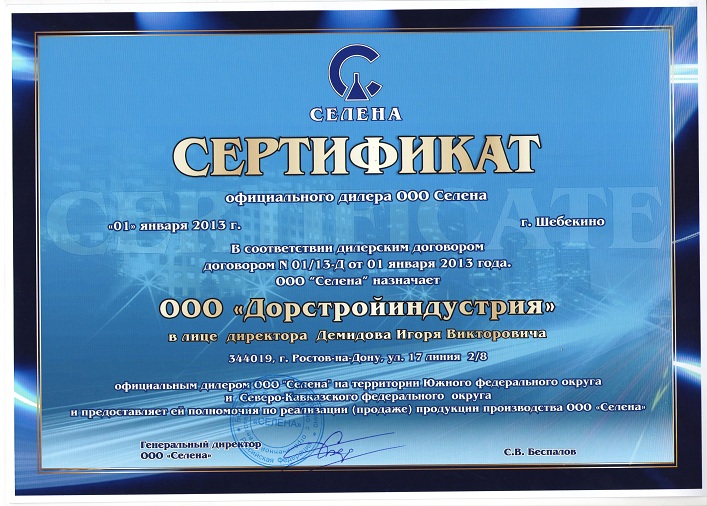 СЕЛЕНА
СЕРТИФИКАТ
CERTIFICATE
официального дилера ООО Селена
«01» января 2013 г.
г. Шебекино
В соответствии дилерским договором
договором N 01/13-Д от 01 января 2013 года.
ООО "Селена" назначает
ООО «Дорстройиндустрия»
в лице директора Демидова Игоря Викторовича
344019, г. Ростов-на-Дону, ул. 17 линия 2/8
официальным дилером ООО "Селена" на территории Южного федерального округа
и Северо-Кавказского федерального округа
и предоставляет ей полномочия по реализации (продаже) продукции производства ООО «Селена»
«СЕЛЕНА»
Генеральный директор
ООО «Селена»
С.В. Беспалов